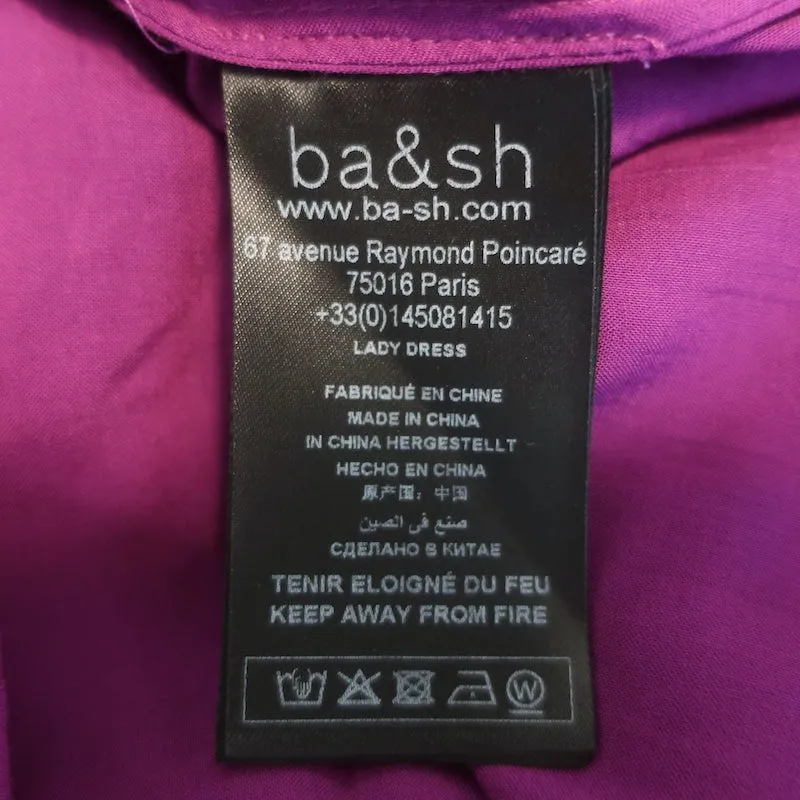 ba&sh
www.ba-sh.com
67 avenue Raymond Poincaré
75016 Paris
+33(0)145081415
LADY DRESS
FABRIQUÉ EN CHINE
MADE IN CHINA
IN CHINA HERGESTELLT
HECHO EN CHINA
原产国：中国
صنع في الصين
СДЕЛАНО В КИТАЕ
TENIR ELOIGNÉ DU FEU
KEEP AWAY FROM FIRE
W